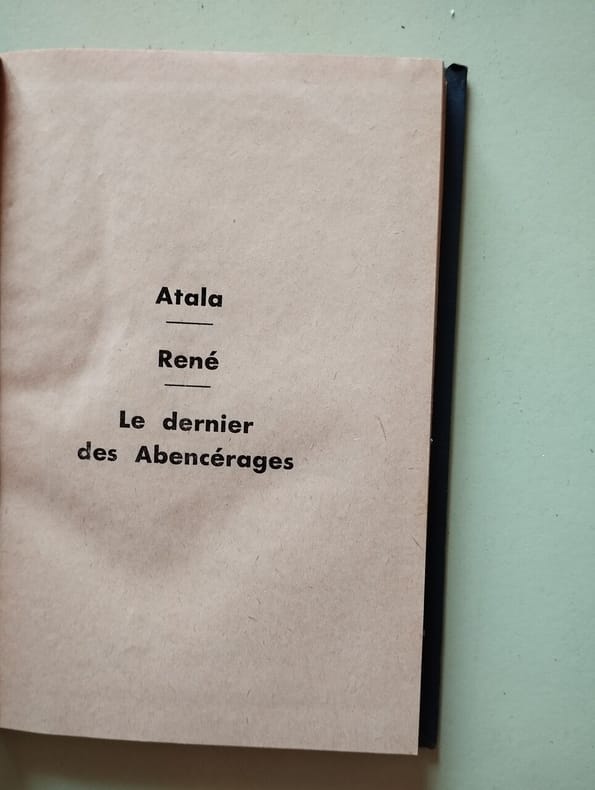 Atala
René
Le dernier
des Abencérages